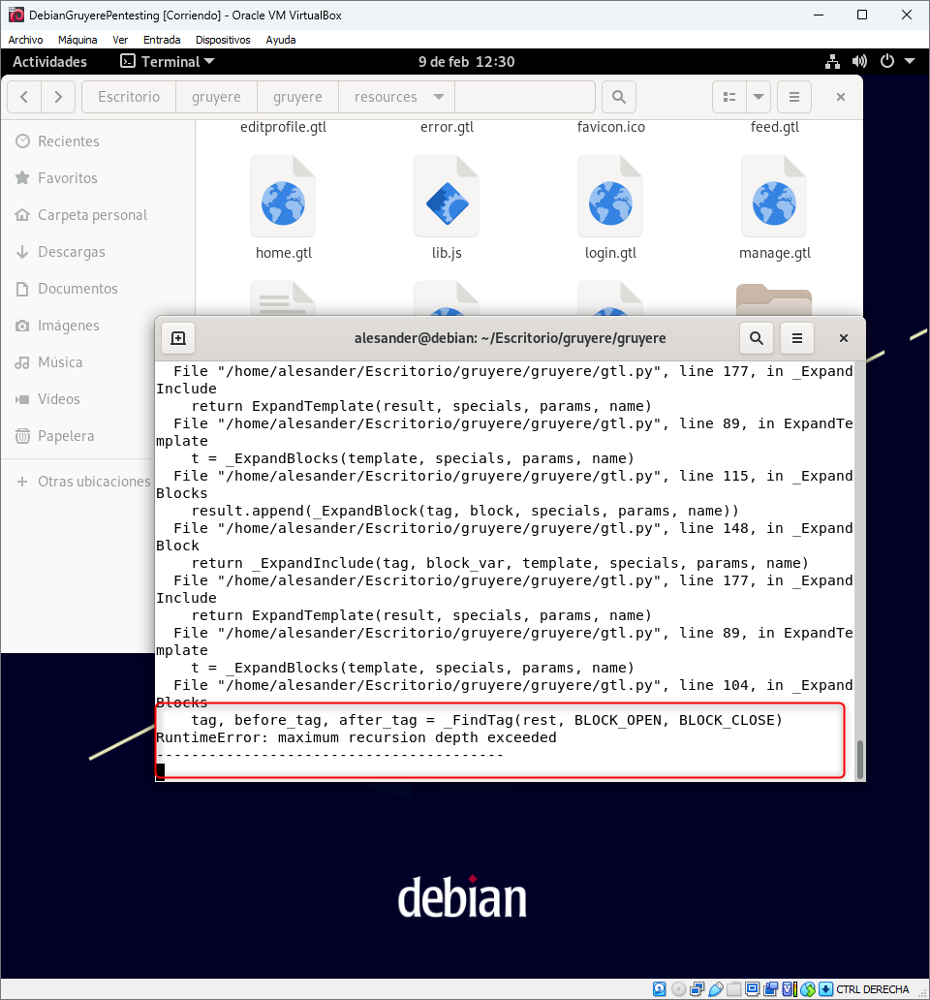 DebianGruyerePentesting [Corriendo] - Oracle VM VirtualBox
Archivo Máquina Ver Entrada Dispositivos Ayuda
Actividades Terminal 9 de feb 12:30
Escritorio gruyere gruyere resources
Recientes
Favoritos
Carpeta personal
Descargas
Documentos
Imágenes
Música
Vídeos
Papelera
Otras ubicaciones
editprofile.gtl error.gtl favicon.ico feed.gtl
home.gtl lib.js login.gtl manage.gtl
alesander@debian: ~/Escritorio/gruyere/gruyere
  File "/home/alesander/Escritorio/gruyere/gruyere/gtl.py", line 177, in _Expand
Include
    return ExpandTemplate(result, specials, params, name)
  File "/home/alesander/Escritorio/gruyere/gruyere/gtl.py", line 89, in ExpandTe
mplate
    t = _ExpandBlocks(template, specials, params, name)
  File "/home/alesander/Escritorio/gruyere/gruyere/gtl.py", line 115, in _Expand
Blocks
    result.append(_ExpandBlock(tag, block, specials, params, name))
  File "/home/alesander/Escritorio/gruyere/gruyere/gtl.py", line 148, in _Expand
Block
    return _ExpandInclude(tag, block_var, template, specials, params, name)
  File "/home/alesander/Escritorio/gruyere/gruyere/gtl.py", line 177, in _Expand
Include
    return ExpandTemplate(result, specials, params, name)
  File "/home/alesander/Escritorio/gruyere/gruyere/gtl.py", line 89, in ExpandTe
mplate
    t = _ExpandBlocks(template, specials, params, name)
  File "/home/alesander/Escritorio/gruyere/gruyere/gtl.py", line 104, in _Expand
Blocks
    tag, before_tag, after_tag = _FindTag(rest, BLOCK_OPEN, BLOCK_CLOSE)
RuntimeError: maximum recursion depth exceeded
----------------------------------------
debian
CTRL DERECHA